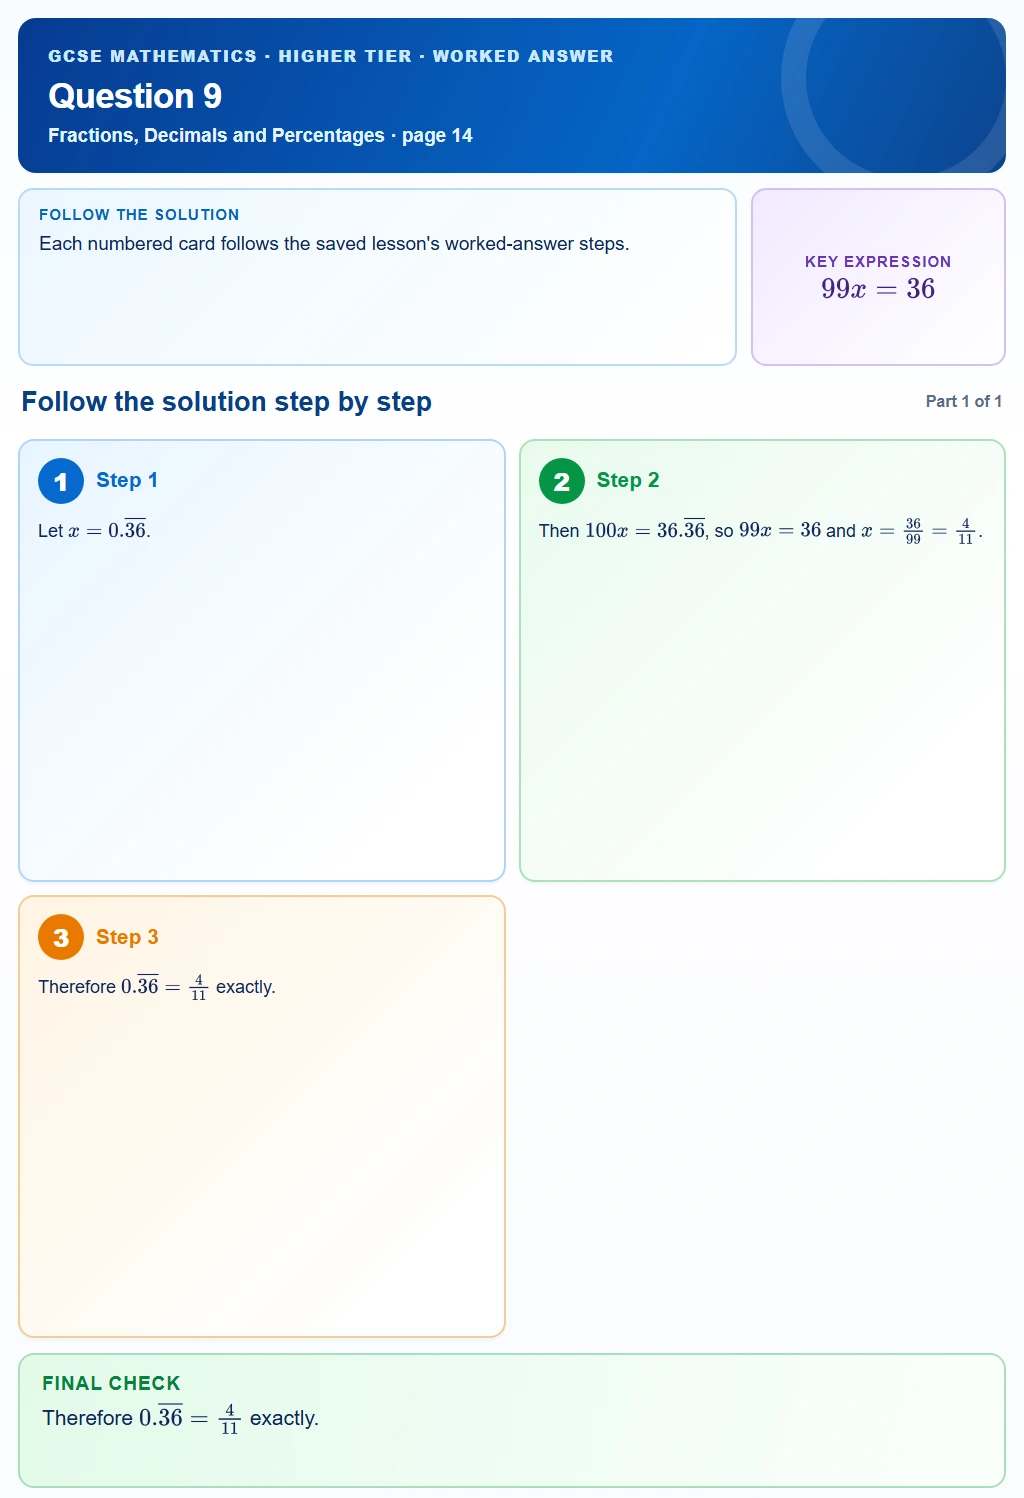 GCSE MATHEMATICS · HIGHER TIER · WORKED ANSWER
Question 9
Fractions, Decimals and Percentages · page 14
FOLLOW THE SOLUTION
Each numbered card follows the saved lesson's worked-answer steps.
KEY EXPRESSION
99x = 36
Follow the solution step by step
Part 1 of 1
1 Step 1
Let $x = 0.\overline{36}$.
2 Step 2
Then $100x = 36.\overline{36}$, so $99x = 36$ and $x = \frac{36}{99} = \frac{4}{11}$.
3 Step 3
Therefore $0.\overline{36} = \frac{4}{11}$ exactly.
FINAL CHECK
Therefore $0.\overline{36} = \frac{4}{11}$ exactly.